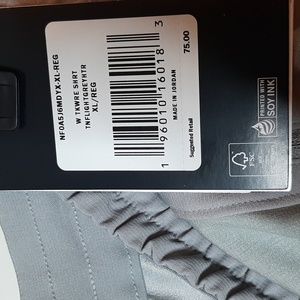 NF0A5J6MDYX-XL-REG
W TKWRE SHRT
TNFLIGHTGREYHTR
XL/REG
1 96010 16018 3
MADE IN JORDAN
75.00
Suggested Retail
PRINTED WITH
SOY INK
FSC